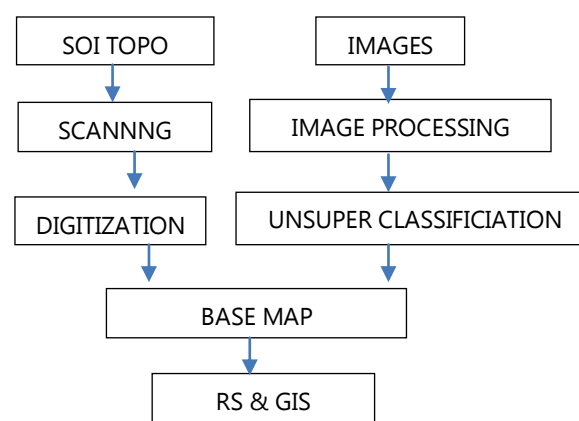 SOI TOPO
IMAGES
SCANNNG
IMAGE PROCESSING
DIGITIZATION
UNSUPER CLASSIFICIATION
BASE MAP
RS & GIS